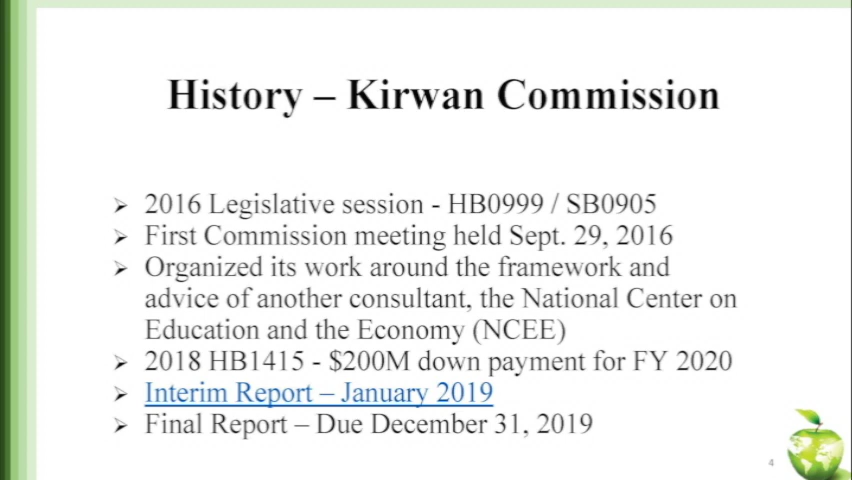 History – Kirwan Commission
➢ 2016 Legislative session - HB0999 / SB0905
➢ First Commission meeting held Sept. 29, 2016
➢ Organized its work around the framework and
advice of another consultant, the National Center on
Education and the Economy (NCEE)
➢ 2018 HB1415 - $200M down payment for FY 2020
➢ Interim Report – January 2019
➢ Final Report – Due December 31, 2019
4